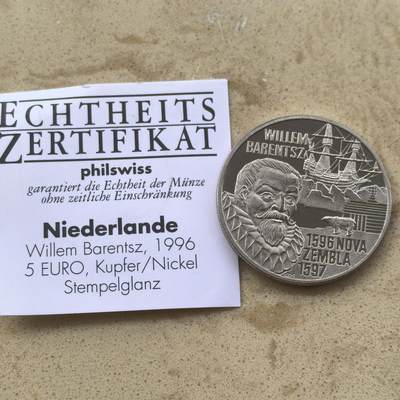 ECHTHEITS
ZERTIFIKAT
philswiss
garantiert die Echtheit der Münze
ohne zeitliche Einschränkung
Niederlande
Willem Barentsz, 1996
5 EURO, Kupfer/Nickel
Stempelglanz
WILLEM
BARENTSZ
1596 NOVA
ZEMBLA
1597